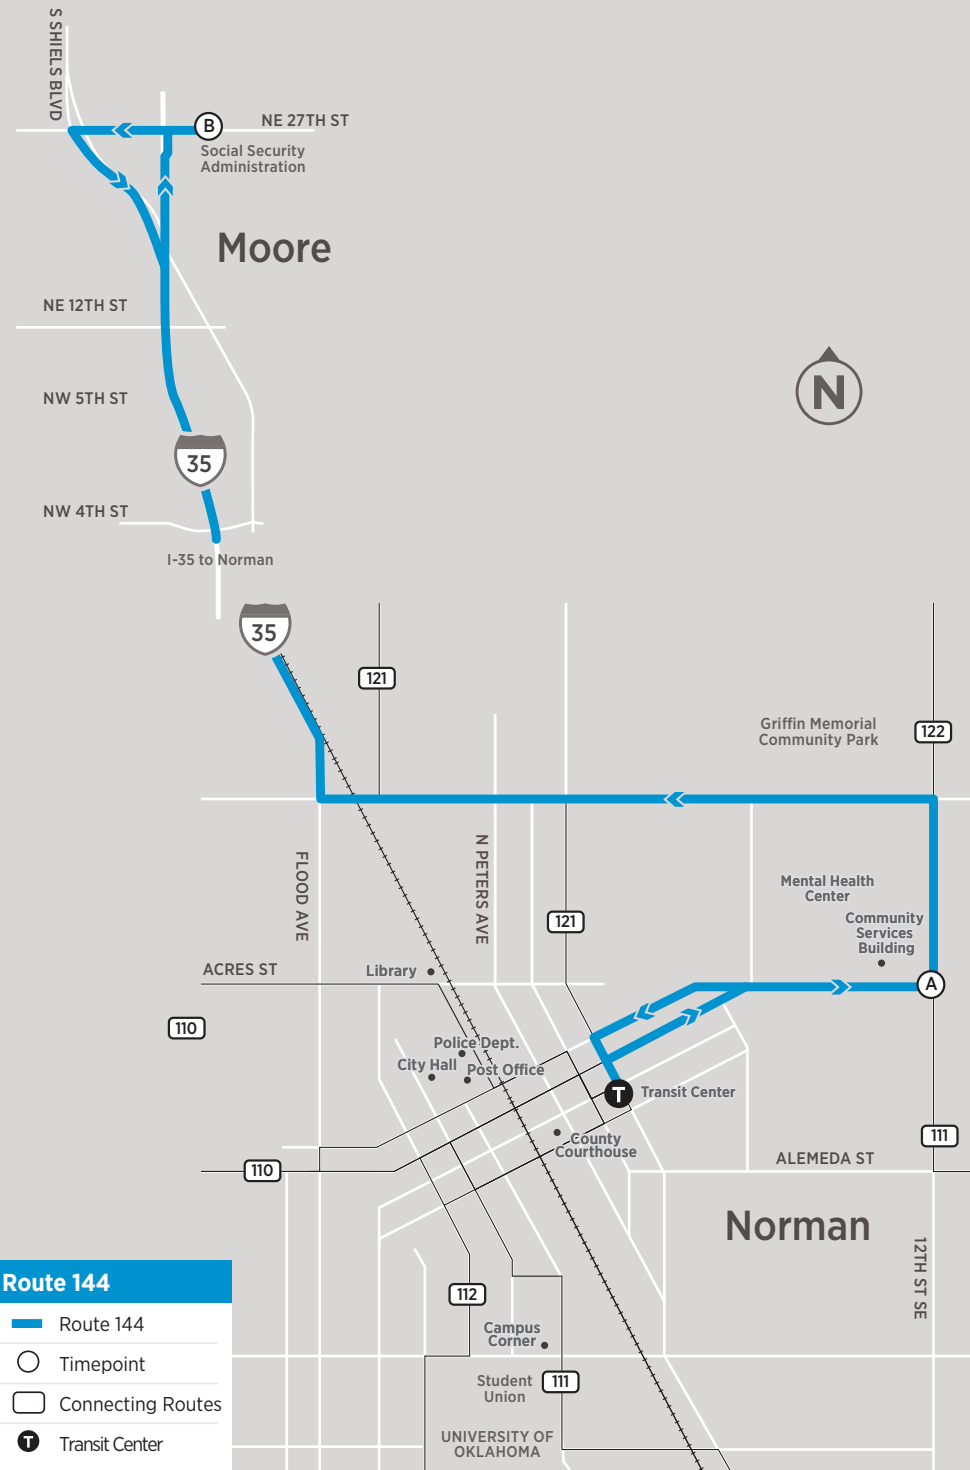 S SHIELS BLVD
B
NE 27TH ST
Social Security
Administration
Moore
NE 12TH ST
N
NW 5TH ST
35
NW 4TH ST
I-35 to Norman
35
121
Griffin Memorial
Community Park
122
FLOOD AVE
N PETERS AVE
Mental Health
Center
121
Community
Services
Building
ACRES ST
Library
A
110
Police Dept.
City Hall
Post Office
T
Transit Center
County
Courthouse
111
110
ALEMEDA ST
Norman
12TH ST SE
112
Campus
Corner
Student
Union
111
UNIVERSITY OF
OKLAHOMA
Route 144
Route 144
Timepoint
Connecting Routes
T
Transit Center